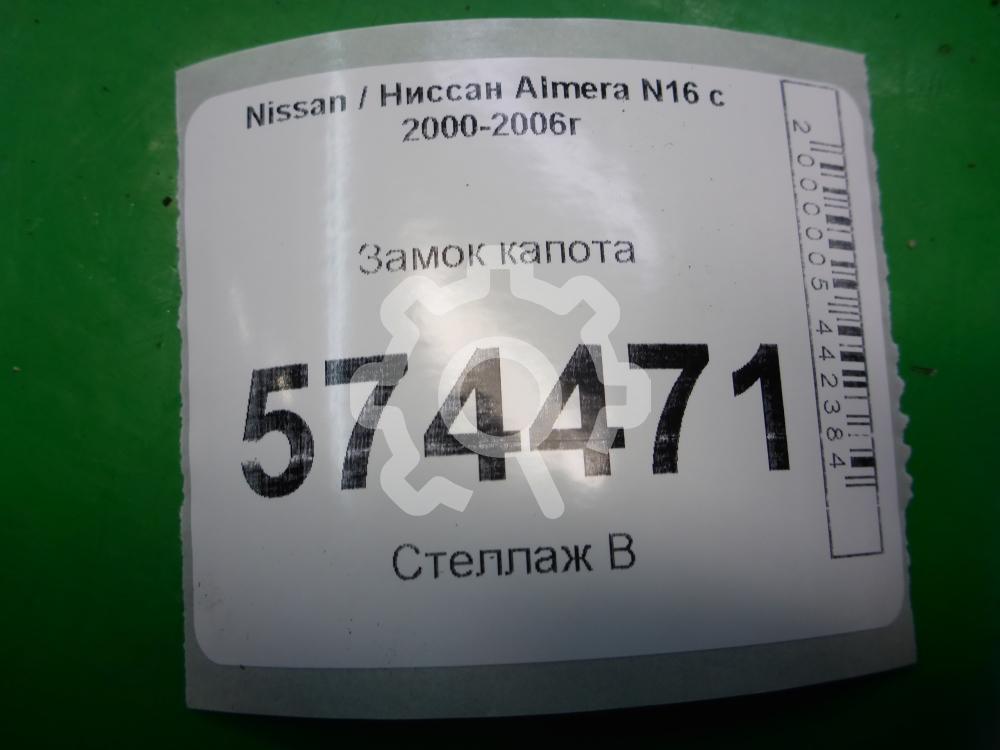 Nissan / Ниссан Almera N16 с
2000-2006г
Замок капота
574471
Стеллаж В
2000005442384